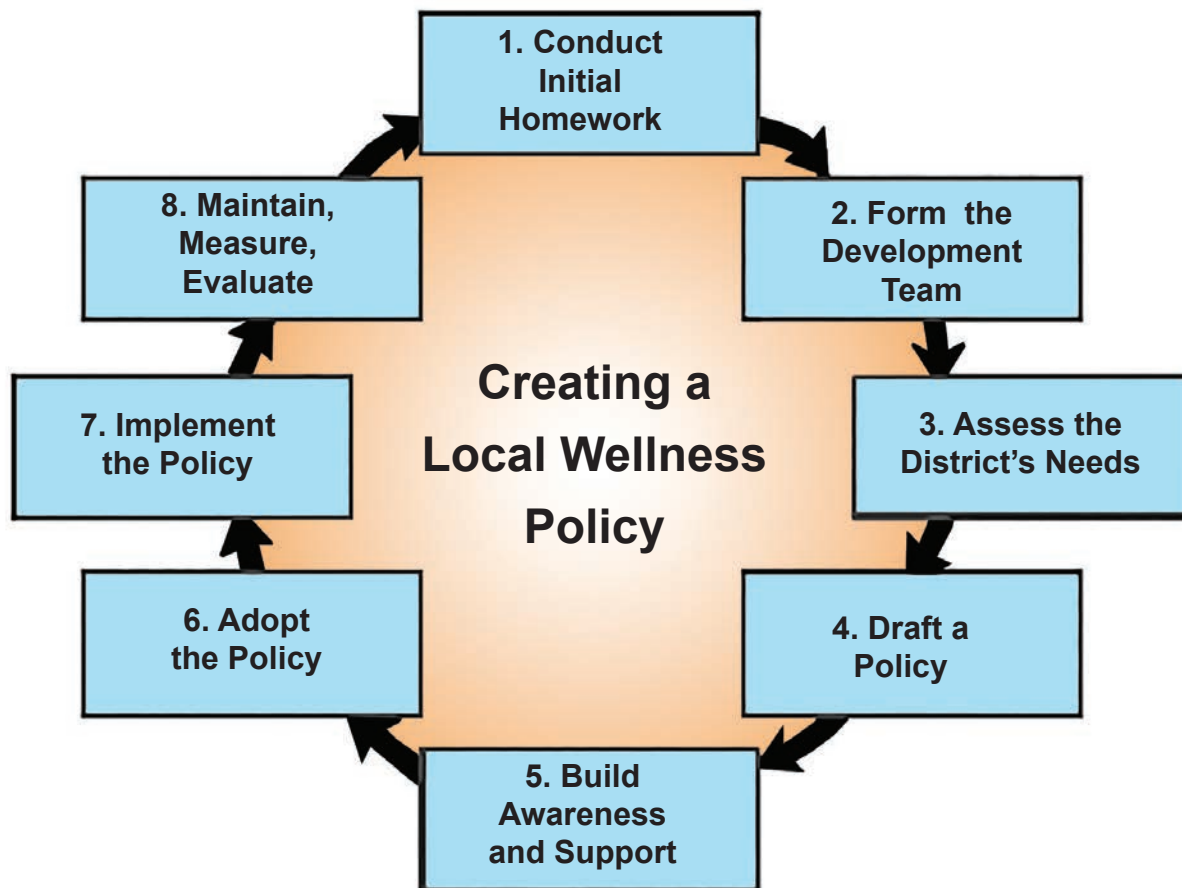 1. Conduct
Initial
Homework
2. Form the
Development
Team
3. Assess the
District's Needs
4. Draft a
Policy
5. Build
Awareness
and Support
6. Adopt
the Policy
7. Implement
the Policy
8. Maintain,
Measure,
Evaluate
Creating a
Local Wellness
Policy